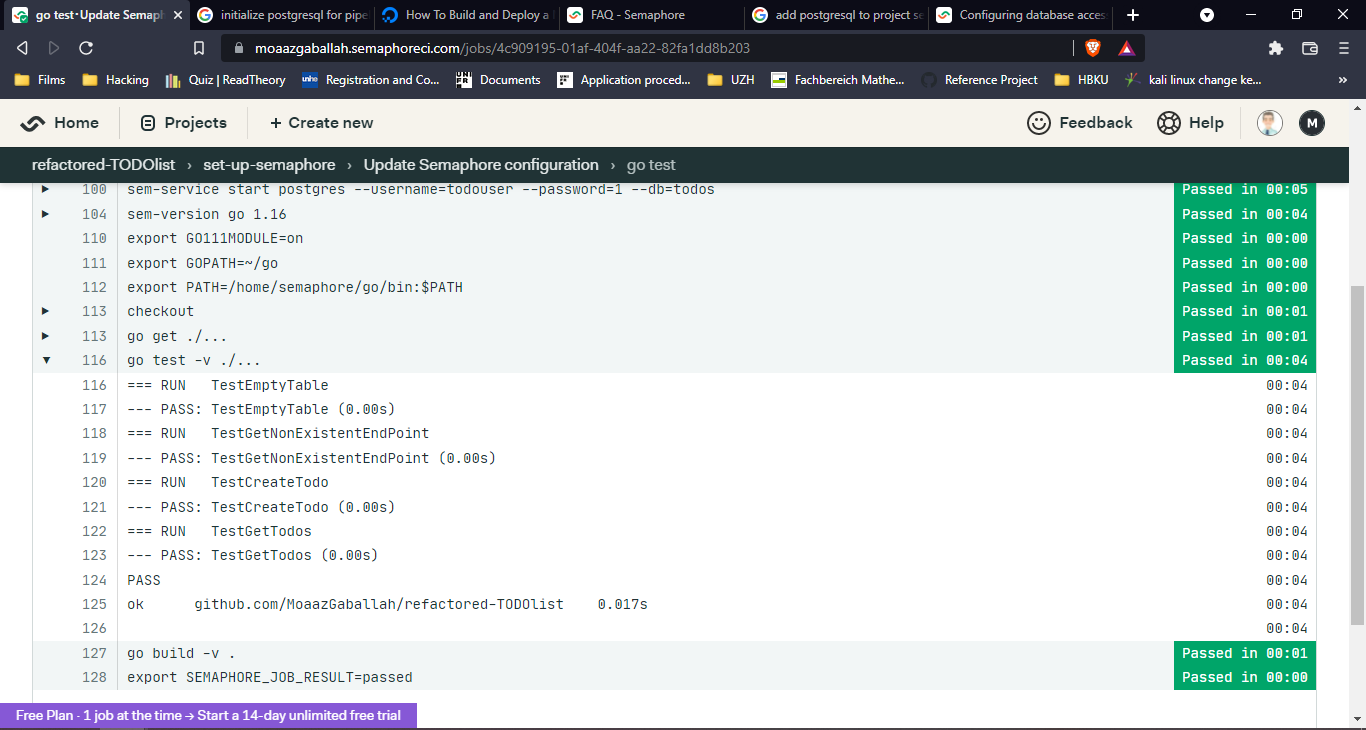 go test · Update Semaph
initialize postgresql for pipe
How To Build and Deploy a
FAQ - Semaphore
add postgresql to project se
Configuring database acces
moaazgaballah.semaphoreci.com/jobs/4c909195-01af-404f-aa22-82fa1dd8b203
Films
Hacking
Quiz | ReadTheory
Registration and Co...
Documents
Application proced...
UZH
Fachbereich Mathe...
Reference Project
HBKU
kali linux change ke...
»
Home
Projects
+ Create new
Feedback
Help
M
refactored-TODOlist › set-up-semaphore › Update Semaphore configuration › go test
100 sem-service start postgres --username=todouser --password=1 --db=todos Passed in 00:05
104 sem-version go 1.16 Passed in 00:04
110 export GO111MODULE=on Passed in 00:00
111 export GOPATH=~/go Passed in 00:00
112 export PATH=/home/semaphore/go/bin:$PATH Passed in 00:00
113 checkout Passed in 00:01
113 go get ./... Passed in 00:01
116 go test -v ./... Passed in 00:04
116 === RUN TestEmptyTable 00:04
117 --- PASS: TestEmptyTable (0.00s) 00:04
118 === RUN TestGetNonExistentEndPoint 00:04
119 --- PASS: TestGetNonExistentEndPoint (0.00s) 00:04
120 === RUN TestCreateTodo 00:04
121 --- PASS: TestCreateTodo (0.00s) 00:04
122 === RUN TestGetTodos 00:04
123 --- PASS: TestGetTodos (0.00s) 00:04
124 PASS 00:04
125 ok github.com/MoaazGaballah/refactored-TODOlist 0.017s 00:04
126 00:04
127 go build -v . Passed in 00:01
128 export SEMAPHORE_JOB_RESULT=passed Passed in 00:00
Free Plan · 1 job at the time → Start a 14-day unlimited free trial